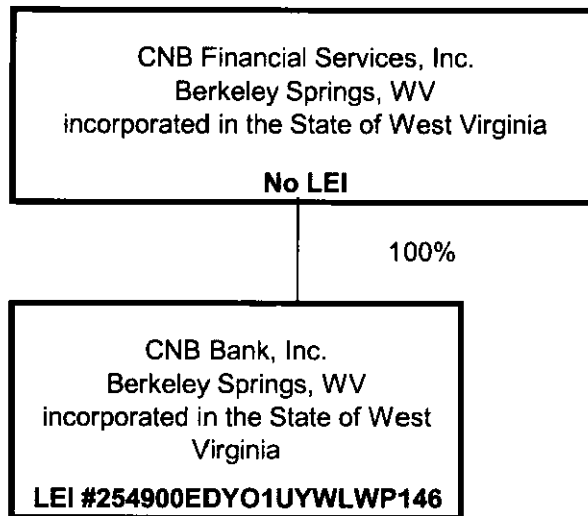 CNB Financial Services, Inc.
Berkeley Springs, WV
incorporated in the State of West Virginia
No LEI
100%
CNB Bank, Inc.
Berkeley Springs, WV
incorporated in the State of West
Virginia
LEI #254900EDYO1UYWLWP146